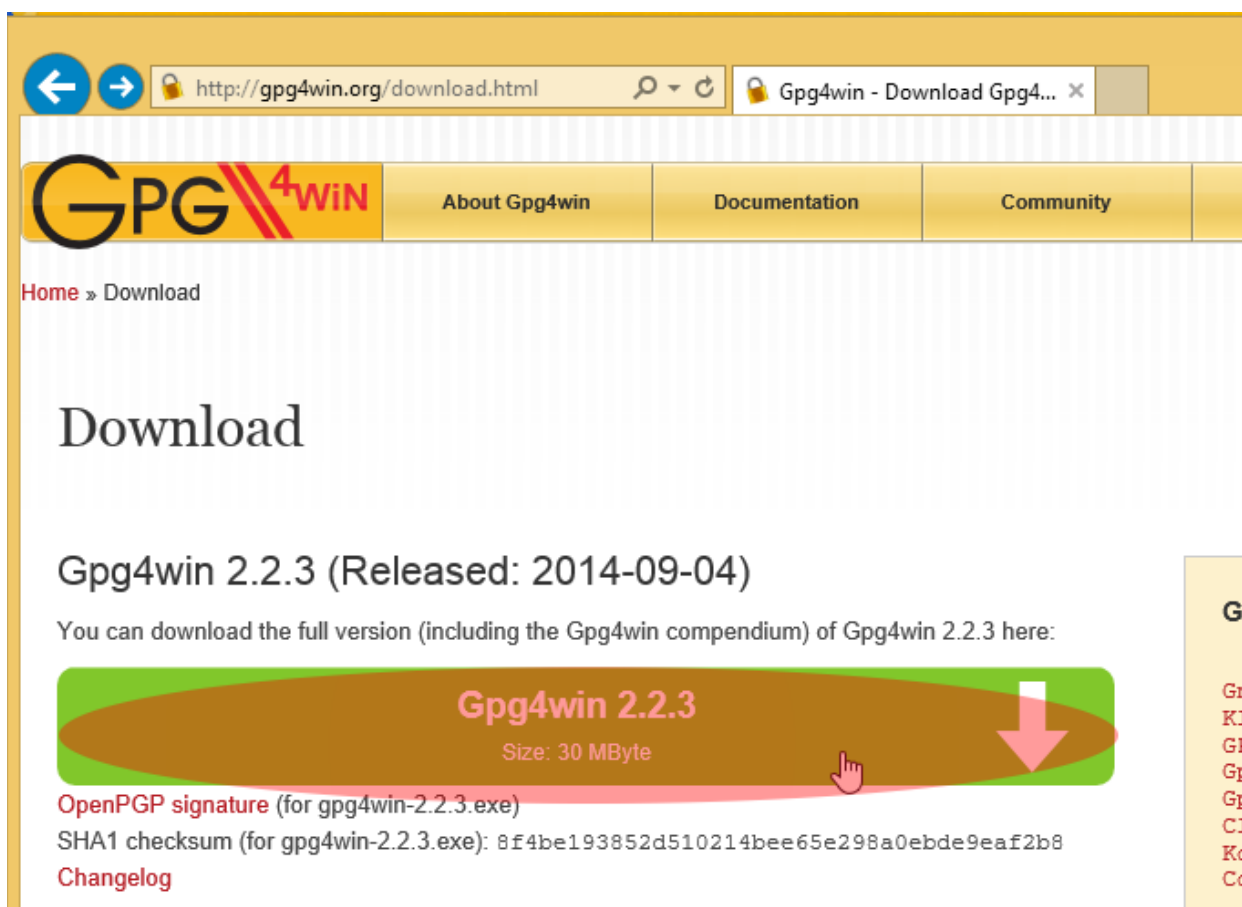 http://gpg4win.org/download.html
Gpg4win - Download Gpg4...
GPG4WiN
About Gpg4win
Documentation
Community
Home » Download
Download
Gpg4win 2.2.3 (Released: 2014-09-04)
You can download the full version (including the Gpg4win compendium) of Gpg4win 2.2.3 here:
Gpg4win 2.2.3
Size: 30 MByte
OpenPGP signature (for gpg4win-2.2.3.exe)
SHA1 checksum (for gpg4win-2.2.3.exe): 8f4be193852d510214bee65e298a0ebde9eaf2b8
Changelog